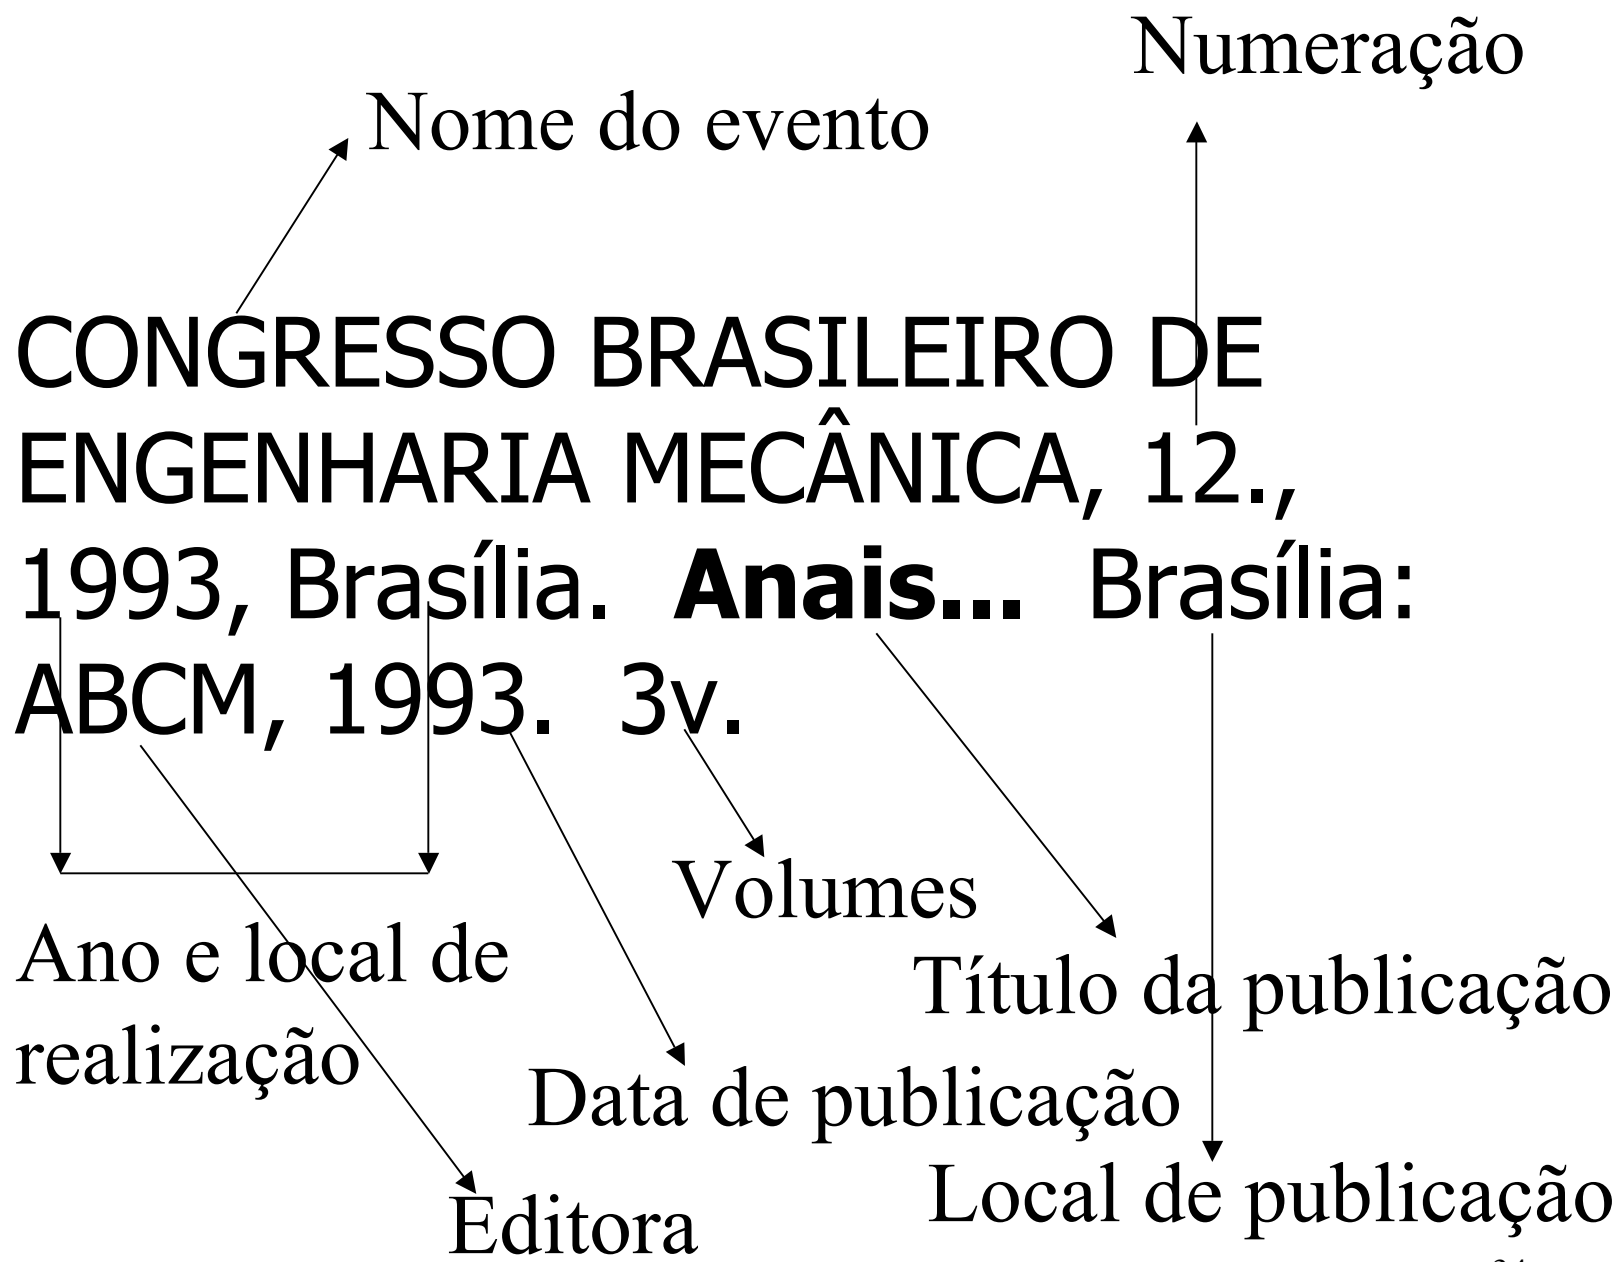 Numeração
Nome do evento
CONGRESSO BRASILEIRO DE
ENGENHARIA MECÂNICA, 12.,
1993, Brasília. Anais... Brasília:
ABCM, 1993. 3v.
Volumes
Ano e local de
realização
Título da publicação
Data de publicação
Local de publicação
Editora